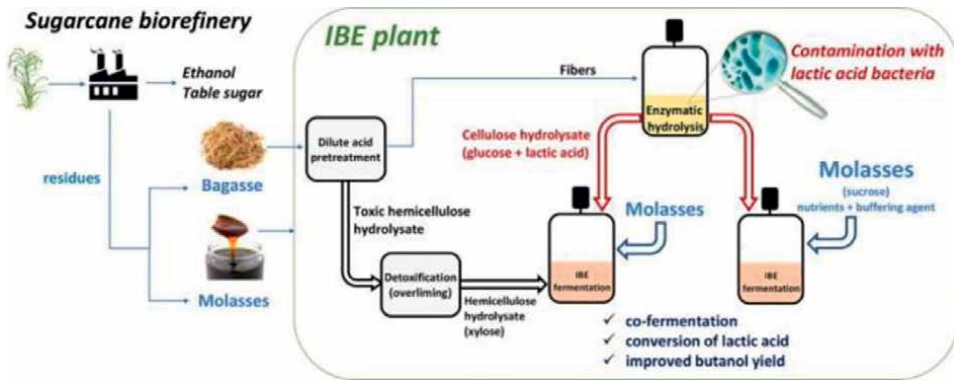 Sugarcane biorefinery
Ethanol
Table sugar
residues
Bagasse
Molasses
IBE plant
Fibers
Dilute acid
pretreatment
Toxic hemicellulose
hydrolysate
Detoxification
(overliming)
Hemicellulose
hydrolysate
(xylose)
Enzymatic
hydrolysis
Contamination with
lactic acid bacteria
Cellulose hydrolysate
(glucose + lactic acid)
Molasses
IBE
fermentation
Molasses
(sucrose)
nutrients + buffering agent
IBE
fermentation
✓ co-fermentation
✓ conversion of lactic acid
✓ improved butanol yield